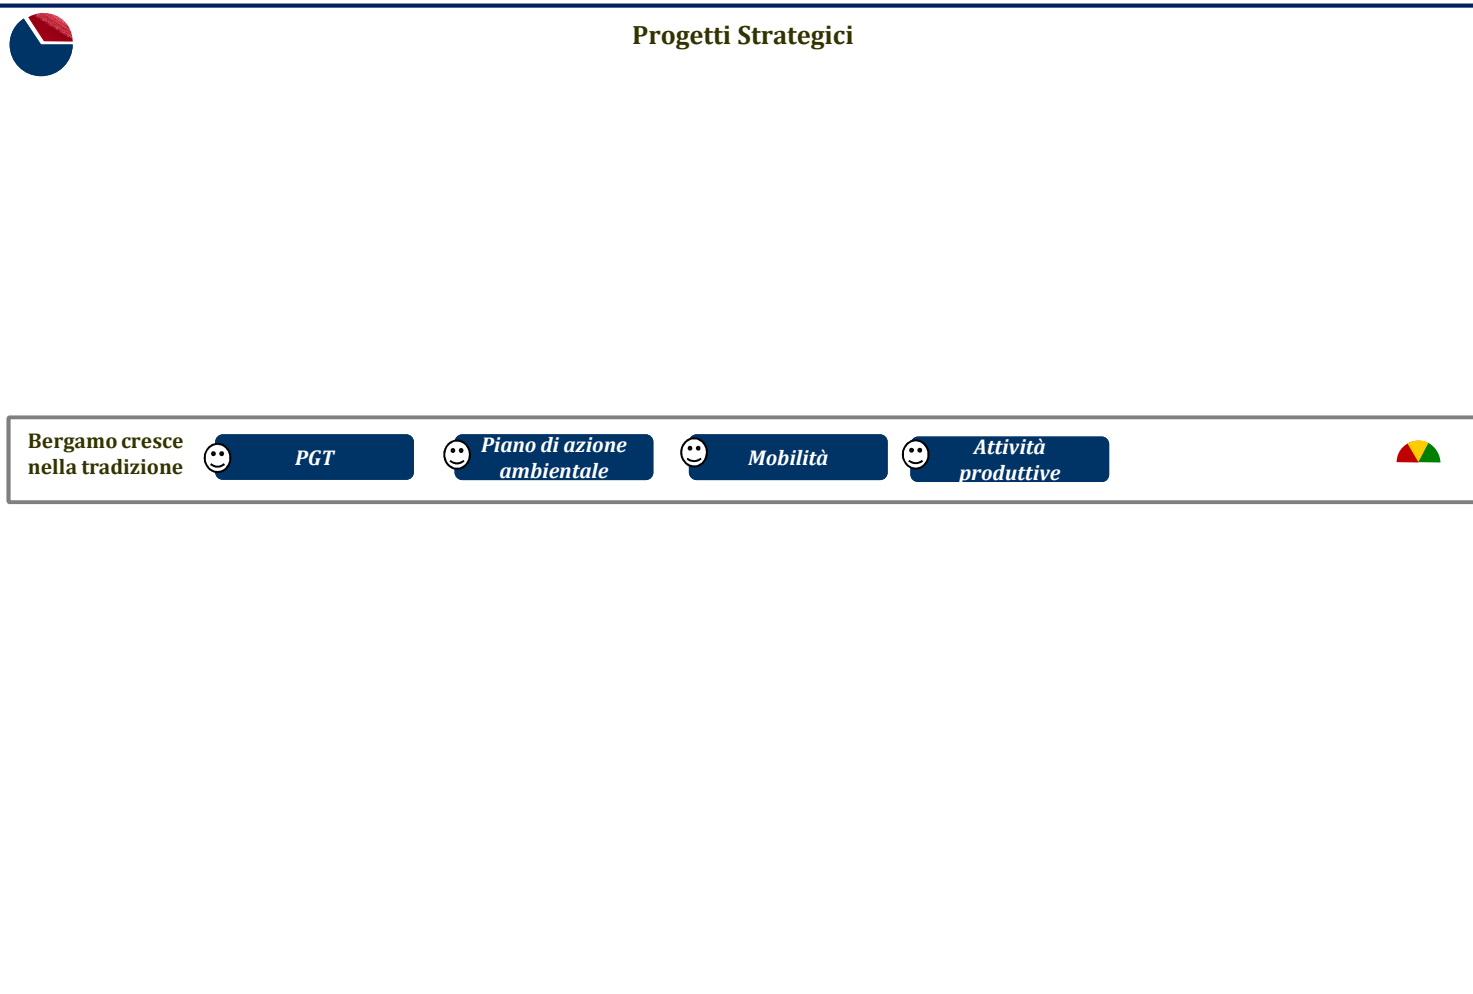 Progetti Strategici
Bergamo cresce
nella tradizione
PGT
Piano di azione
ambientale
Mobilità
Attività
produttive